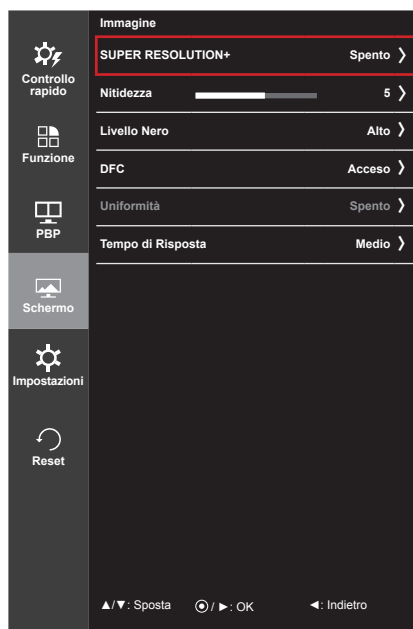 Immagine
Controllo
rapido
Funzione
PBP
Schermo
Impostazioni
Reset
SUPER RESOLUTION+ Spento ❭
Nitidezza 5 ❭
Livello Nero Alto ❭
DFC Acceso ❭
Uniformità Spento ❭
Tempo di Risposta Medio ❭
▲/▼: Sposta ◉ / ►: OK ◄: Indietro